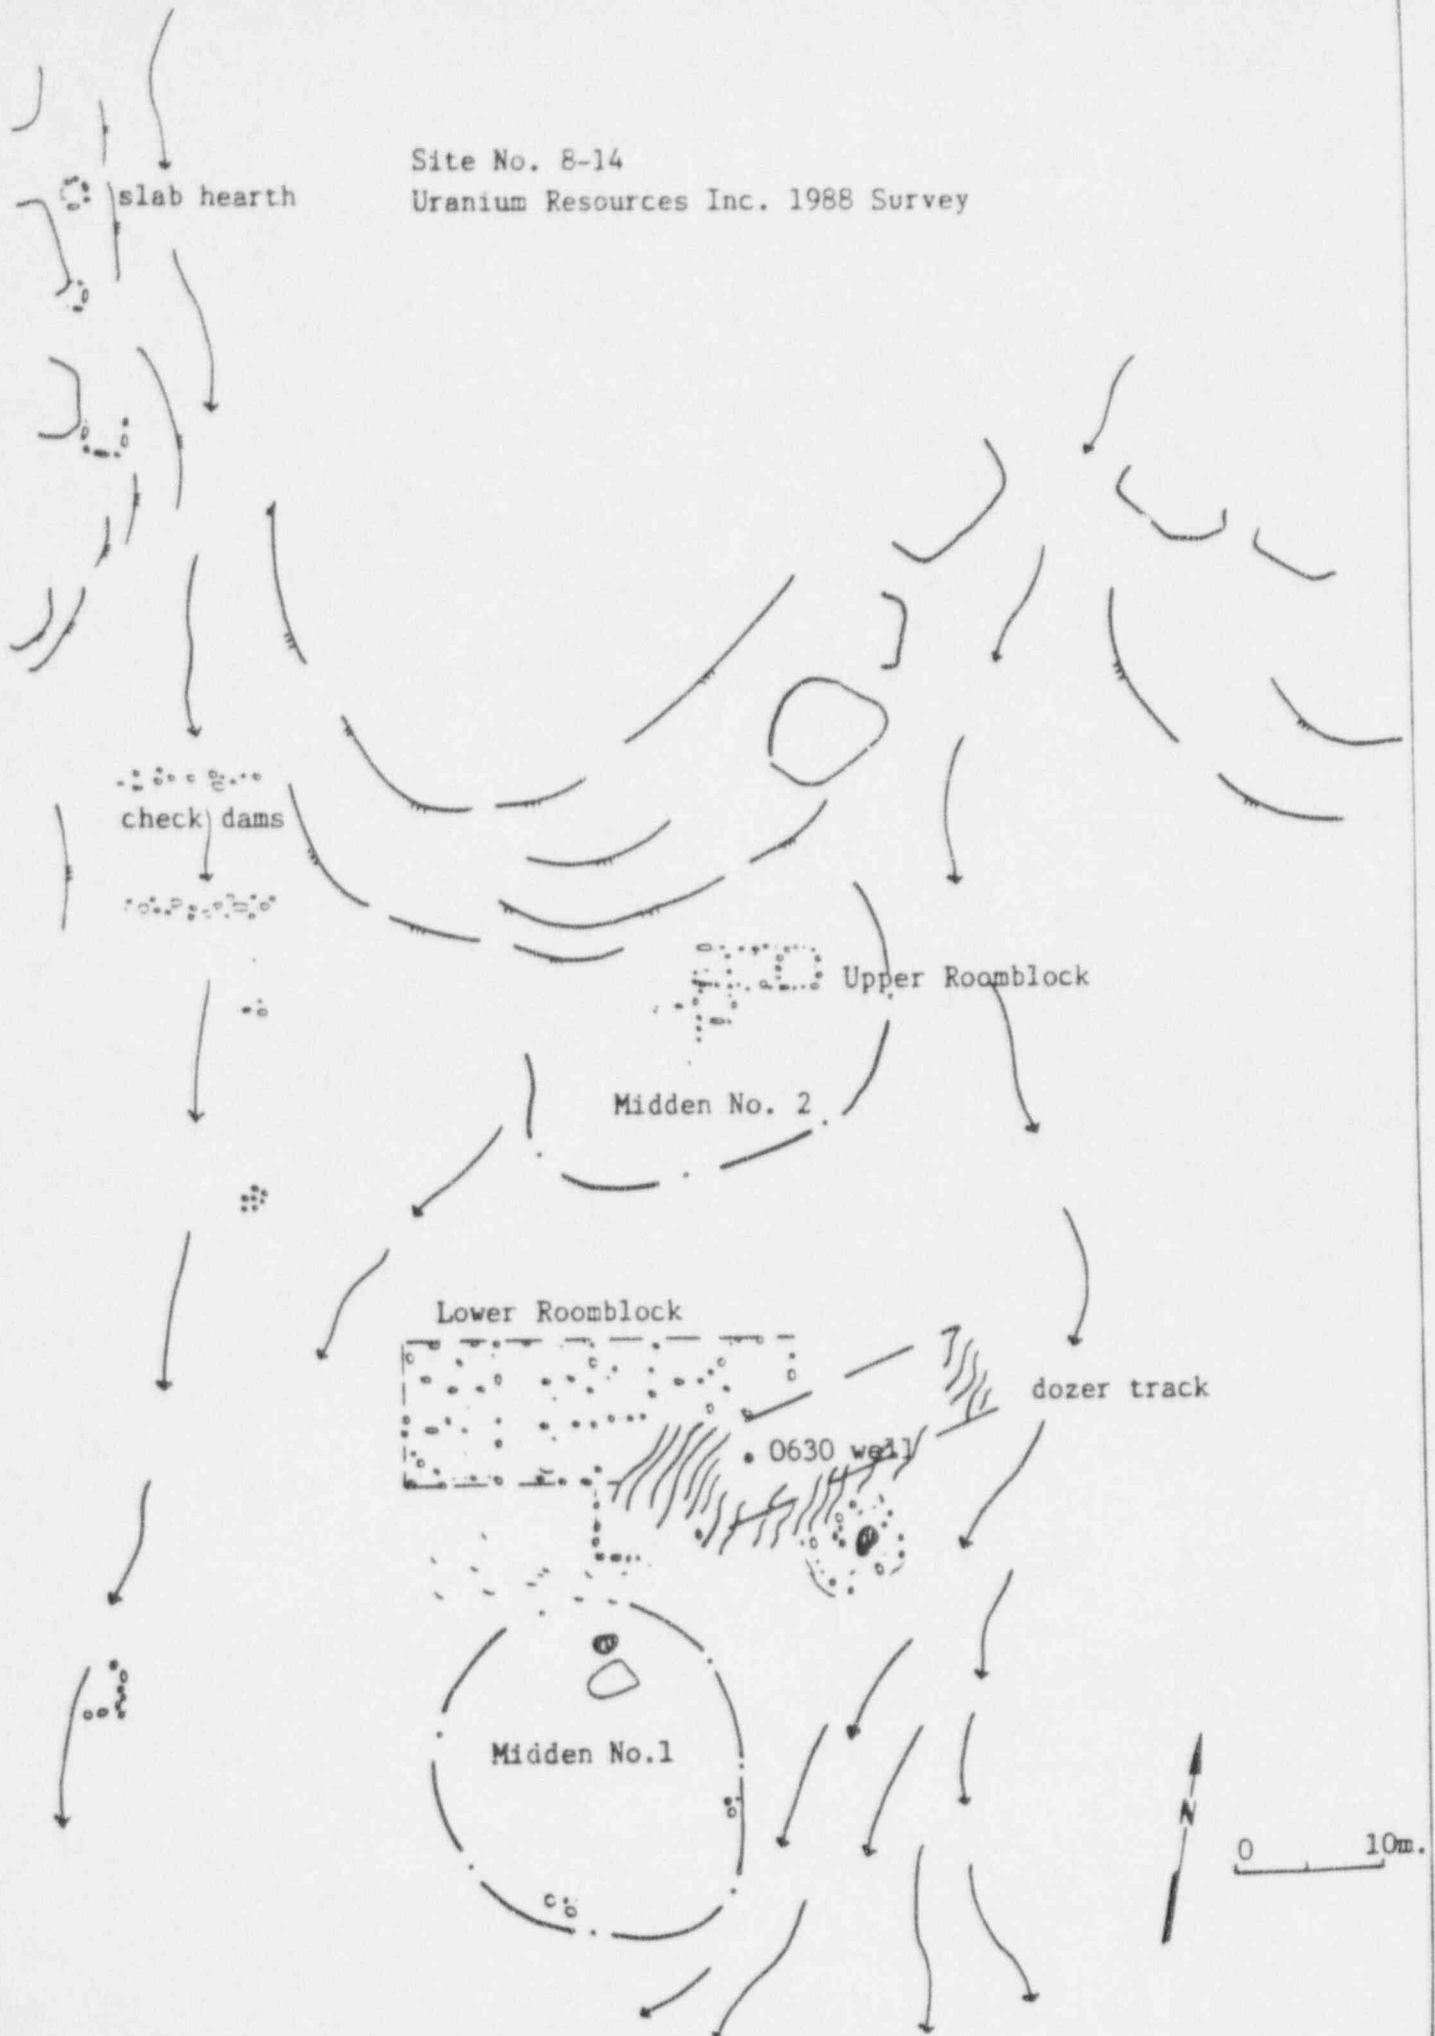 Site No. 8-14
Uranium Resources Inc. 1988 Survey
slab hearth
check dams
Upper Roomblock
Midden No. 2
Lower Roomblock
dozer track
0630 well
Midden No.1
N
0 10m.